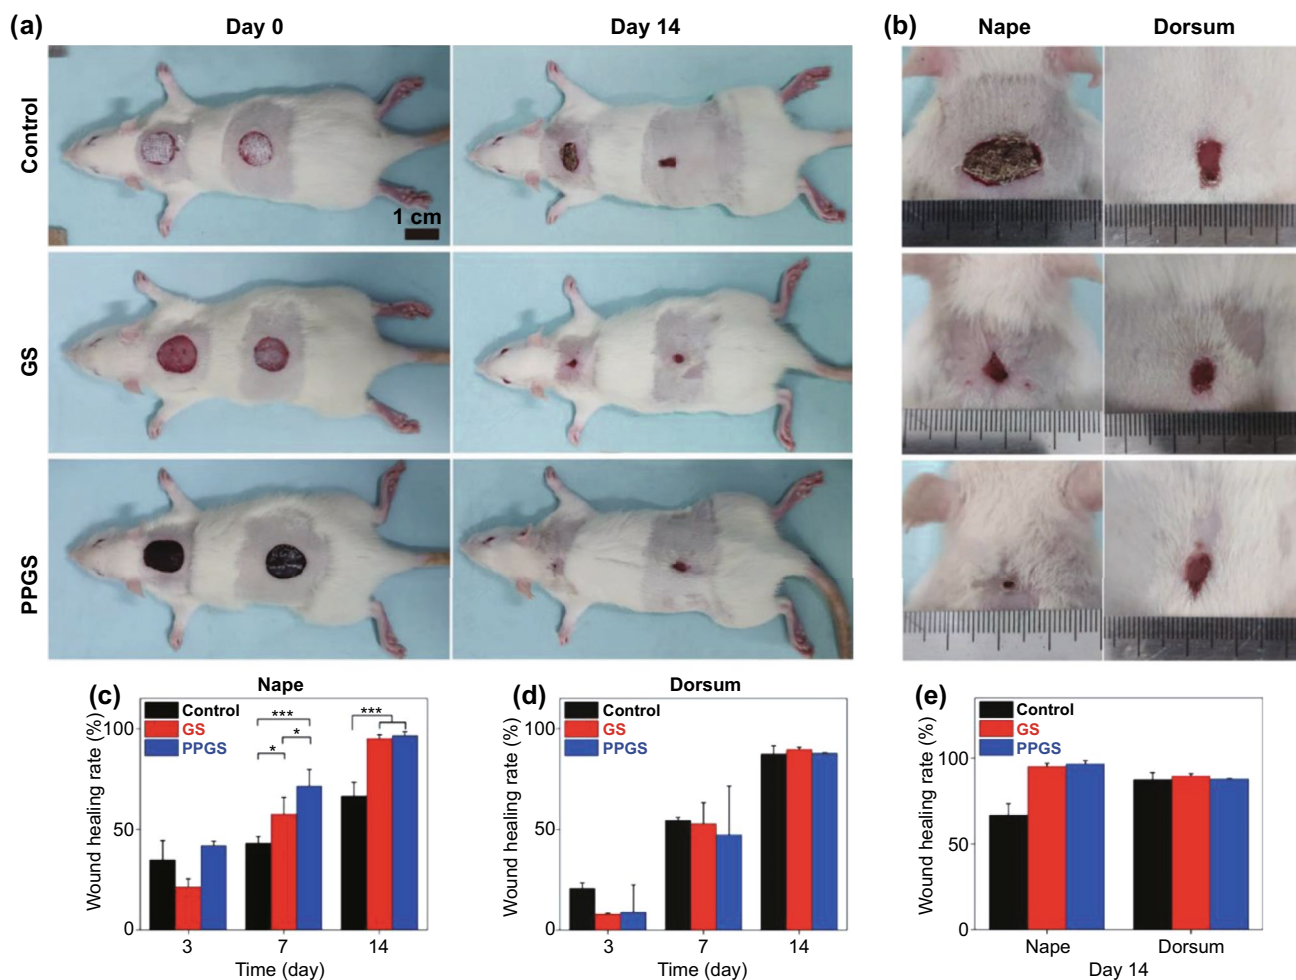 (a)
Day 0
Day 14
(b)
Nape
Dorsum
Control
1 cm
GS
PPGS
(c)
Nape
Control
GS
PPGS
***
*
*
***
Wound healing rate (%)
100
50
0
3
7
14
Time (day)
(d)
Dorsum
Control
GS
PPGS
Wound healing rate (%)
100
50
0
3
7
14
Time (day)
(e)
Control
GS
PPGS
Wound healing rate (%)
100
50
0
Nape
Dorsum
Day 14